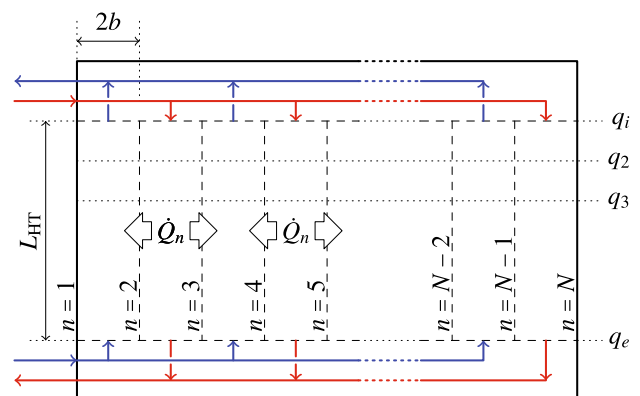 2b
q_i
q_2
q_3
L_HT
Q̇_n
Q̇_n
n = 1
n = 2
n = 3
n = 4
n = 5
n = N − 2
n = N − 1
n = N
q_e